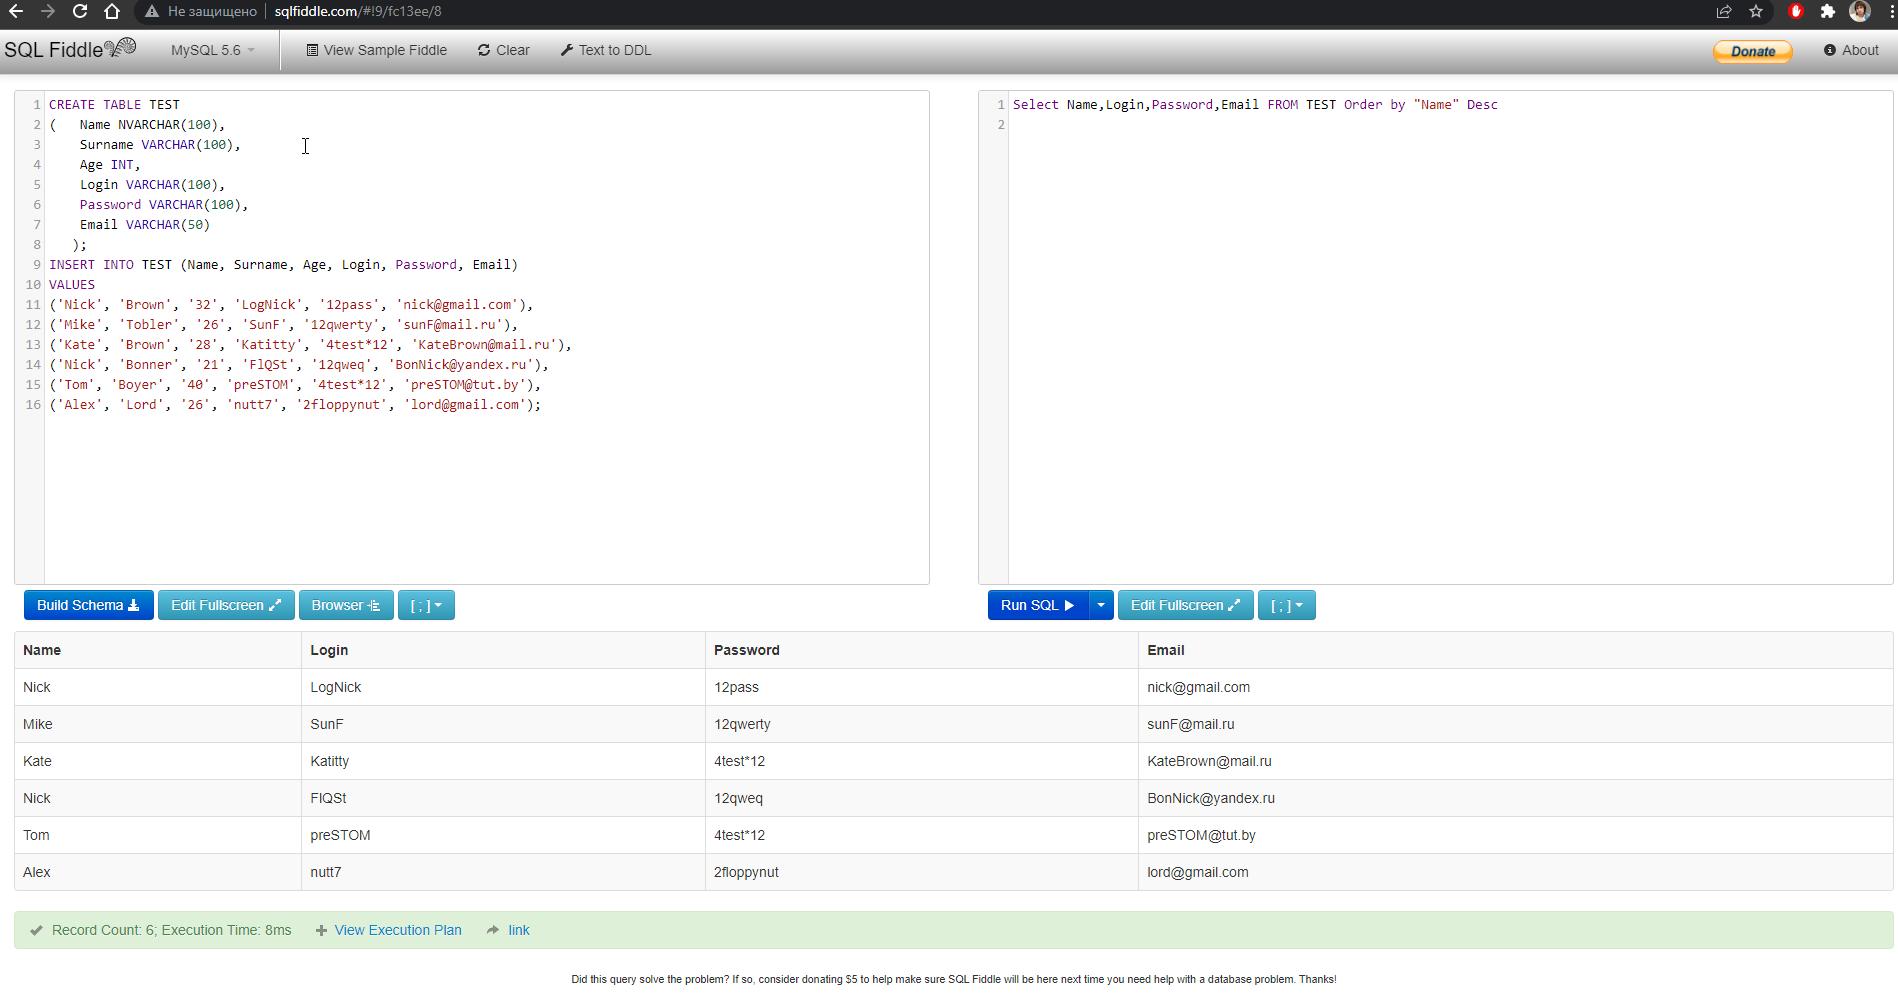 Не защищено sqlfiddle.com/#!9/fc13ee/8
SQL Fiddle MySQL 5.6 View Sample Fiddle Clear Text to DDL Donate About
1 CREATE TABLE TEST
2 ( Name NVARCHAR(100),
3 Surname VARCHAR(100),
4 Age INT,
5 Login VARCHAR(100),
6 Password VARCHAR(100),
7 Email VARCHAR(50)
8 );
9 INSERT INTO TEST (Name, Surname, Age, Login, Password, Email)
10 VALUES
11 ('Nick', 'Brown', '32', 'LogNick', '12pass', 'nick@gmail.com'),
12 ('Mike', 'Tobler', '26', 'SunF', '12qwerty', 'sunF@mail.ru'),
13 ('Kate', 'Brown', '28', 'Katitty', '4test*12', 'KateBrown@mail.ru'),
14 ('Nick', 'Bonner', '21', 'FlQSt', '12qweq', 'BonNick@yandex.ru'),
15 ('Tom', 'Boyer', '40', 'preSTOM', '4test*12', 'preSTOM@tut.by'),
16 ('Alex', 'Lord', '26', 'nutt7', '2floppynut', 'lord@gmail.com');
1 Select Name,Login,Password,Email FROM TEST Order by "Name" Desc
2
Build Schema Edit Fullscreen Browser [ ; ] Run SQL Edit Fullscreen [ ; ]
Name Login Password Email
Nick LogNick 12pass nick@gmail.com
Mike SunF 12qwerty sunF@mail.ru
Kate Katitty 4test*12 KateBrown@mail.ru
Nick FlQSt 12qweq BonNick@yandex.ru
Tom preSTOM 4test*12 preSTOM@tut.by
Alex nutt7 2floppynut lord@gmail.com
Record Count: 6; Execution Time: 8ms View Execution Plan link
Did this query solve the problem? If so, consider donating $5 to help make sure SQL Fiddle will be here next time you need help with a database problem. Thanks!